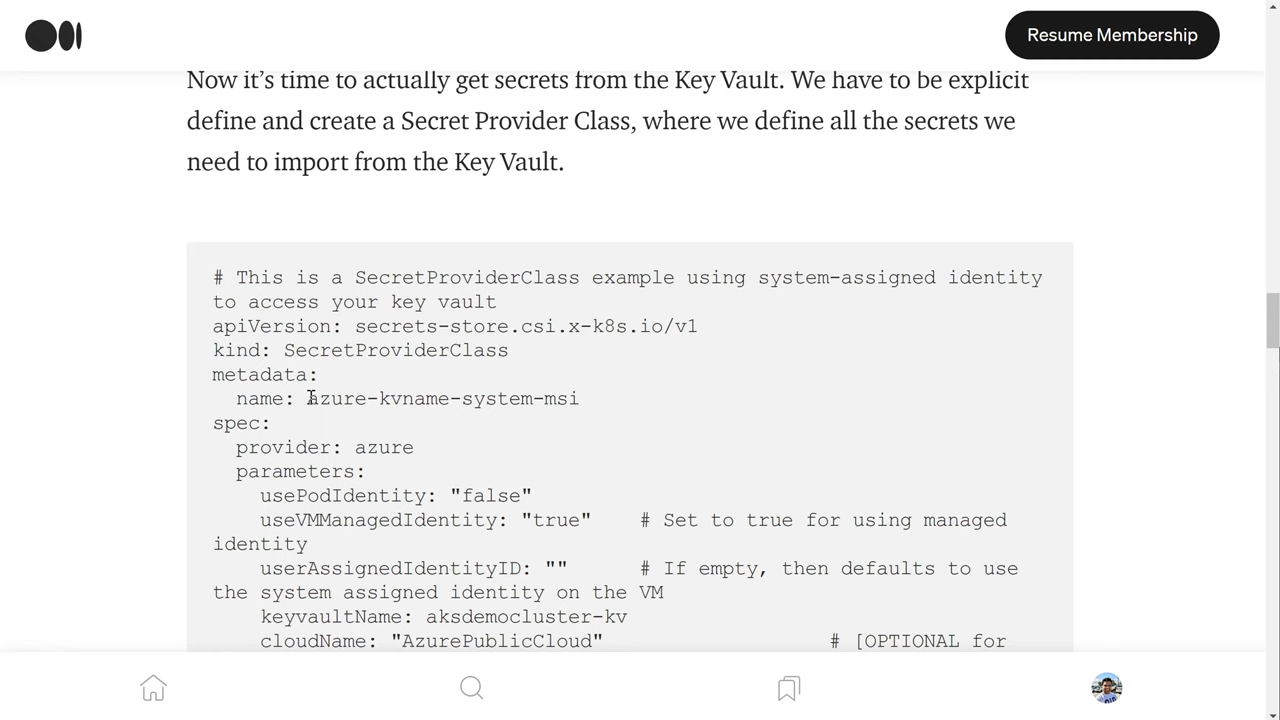 Resume Membership
Now it’s time to actually get secrets from the Key Vault. We have to be explicit
define and create a Secret Provider Class, where we define all the secrets we
need to import from the Key Vault.
# This is a SecretProviderClass example using system-assigned identity
to access your key vault
apiVersion: secrets-store.csi.x-k8s.io/v1
kind: SecretProviderClass
metadata:
  name: azure-kvname-system-msi
spec:
  provider: azure
  parameters:
    usePodIdentity: "false"
    useVMManagedIdentity: "true"    # Set to true for using managed
identity
    userAssignedIdentityID: ""      # If empty, then defaults to use
the system assigned identity on the VM
    keyvaultName: aksdemocluster-kv
    cloudName: "AzurePublicCloud"                   # [OPTIONAL for